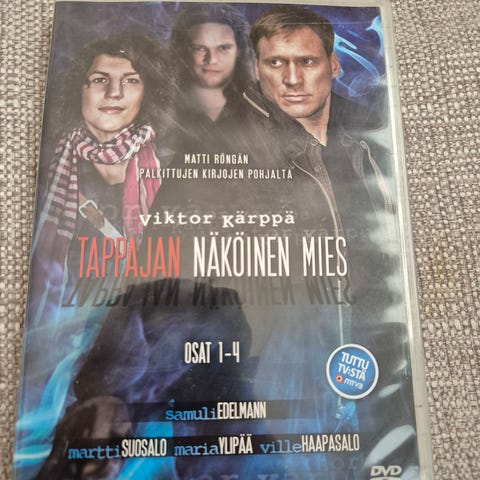 MATTI RÖNGÄN
PALKITTUJEN KIRJOJEN POHJALTA
viktor kärppä
TAPPAJAN NÄKÖINEN MIES
OSAT 1-4
TUTTU
TV:STÄ
MTV3
samuli EDELMANN
martti SUOSALO maria YLIPÄÄ ville HAAPASALO
DVD